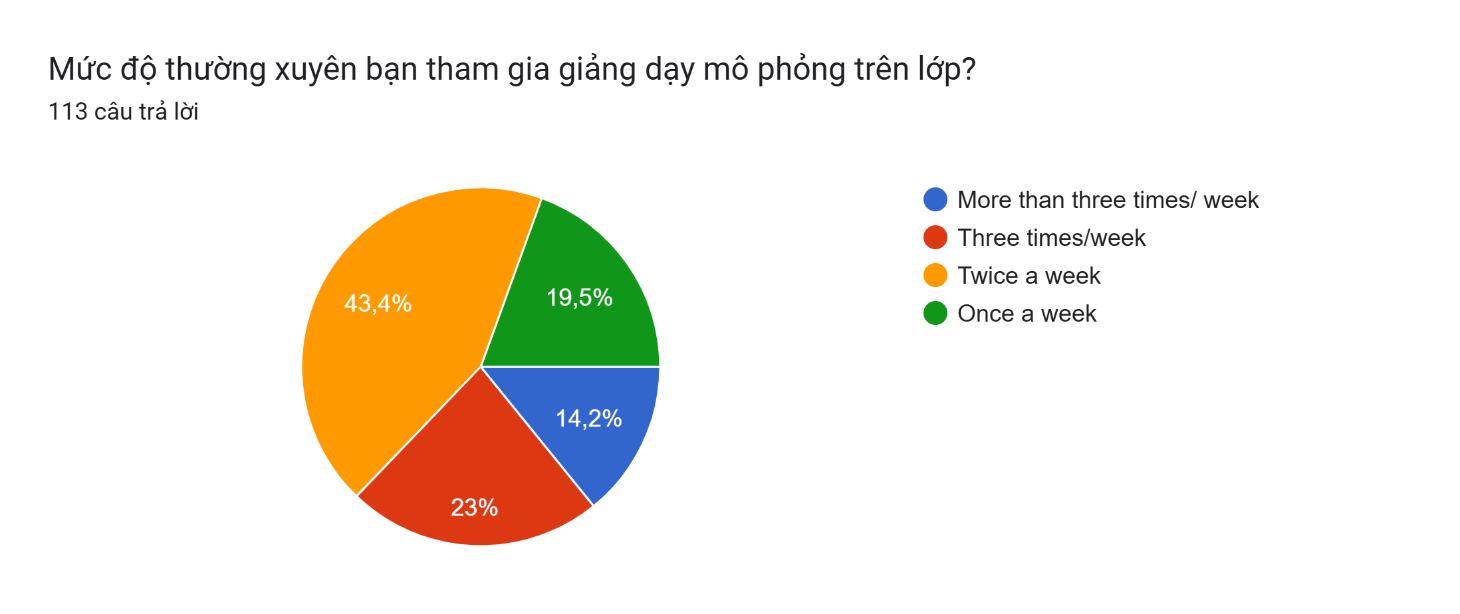 Mức độ thường xuyên bạn tham gia giảng dạy mô phỏng trên lớp?
113 câu trả lời
More than three times/ week
Three times/week
Twice a week
Once a week
43,4%
19,5%
14,2%
23%